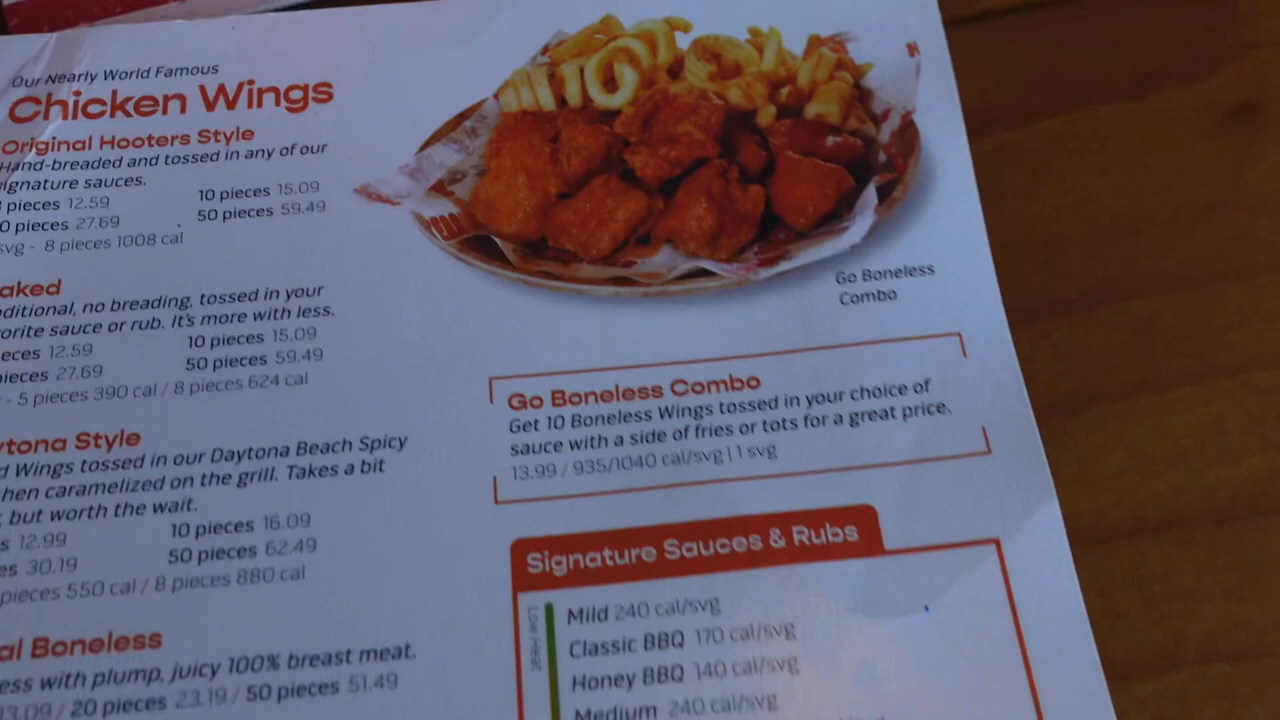 Our Nearly World Famous
Chicken Wings
Original Hooters Style
Hand-breaded and tossed in any of our
signature sauces.
pieces 12.59 10 pieces 15.09
pieces 27.69 50 pieces 59.49
svg - 8 pieces 1008 cal
aked
ditional, no breading, tossed in your
orite sauce or rub. It's more with less.
eces 12.59 10 pieces 15.09
pieces 27.69 50 pieces 59.49
- 5 pieces 390 cal / 8 pieces 624 cal
ytona Style
d Wings tossed in our Daytona Beach Spicy
hen caramelized on the grill. Takes a bit
but worth the wait.
s 12.99 10 pieces 16.09
es 30.19 50 pieces 62.49
pieces 550 cal / 8 pieces 880 cal
al Boneless
ess with plump, juicy 100% breast meat.
13.09 / 20 pieces 23.19 / 50 pieces 51.49
Go Boneless
Combo
Go Boneless Combo
Get 10 Boneless Wings tossed in your choice of
sauce with a side of fries or tots for a great price.
13.99 / 935/1040 cal/svg | 1 svg
Signature Sauces & Rubs
Low Heat
Mild 240 cal/svg
Classic BBQ 170 cal/svg
Honey BBQ 140 cal/svg
Medium 240 cal/svg